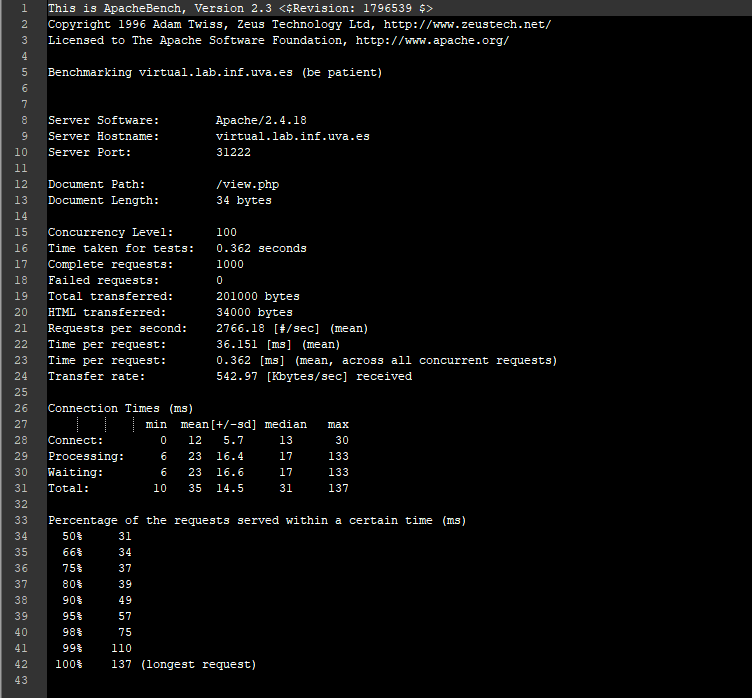 1 This is ApacheBench, Version 2.3 <$Revision: 1796539 $>
2 Copyright 1996 Adam Twiss, Zeus Technology Ltd, http://www.zeustech.net/
3 Licensed to The Apache Software Foundation, http://www.apache.org/
4
5 Benchmarking virtual.lab.inf.uva.es (be patient)
6
7
8 Server Software:        Apache/2.4.18
9 Server Hostname:        virtual.lab.inf.uva.es
10 Server Port:            31222
11
12 Document Path:          /view.php
13 Document Length:        34 bytes
14
15 Concurrency Level:      100
16 Time taken for tests:   0.362 seconds
17 Complete requests:      1000
18 Failed requests:        0
19 Total transferred:      201000 bytes
20 HTML transferred:       34000 bytes
21 Requests per second:    2766.18 [#/sec] (mean)
22 Time per request:       36.151 [ms] (mean)
23 Time per request:       0.362 [ms] (mean, across all concurrent requests)
24 Transfer rate:          542.97 [Kbytes/sec] received
25
26 Connection Times (ms)
27               min  mean[+/-sd] median   max
28 Connect:        0   12   5.7     13      30
29 Processing:     6   23  16.4     17     133
30 Waiting:        6   23  16.6     17     133
31 Total:         10   35  14.5     31     137
32
33 Percentage of the requests served within a certain time (ms)
34   50%     31
35   66%     34
36   75%     37
37   80%     39
38   90%     49
39   95%     57
40   98%     75
41   99%    110
42  100%    137 (longest request)
43